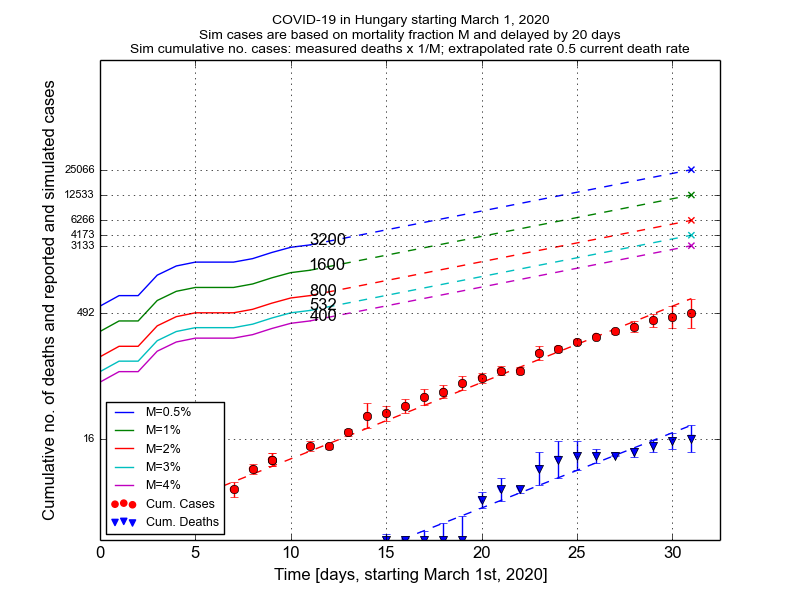 COVID-19 in Hungary starting March 1, 2020
Sim cases are based on mortality fraction M and delayed by 20 days
Sim cumulative no. cases: measured deaths x 1/M; extrapolated rate 0.5 current death rate
Cumulative no. of deaths and reported and simulated cases
25066
12533
6266
4173
3133
492
16
3200
1600
800
532
400
M=0.5%
M=1%
M=2%
M=3%
M=4%
Cum. Cases
Cum. Deaths
0 5 10 15 20 25 30
Time [days, starting March 1st, 2020]